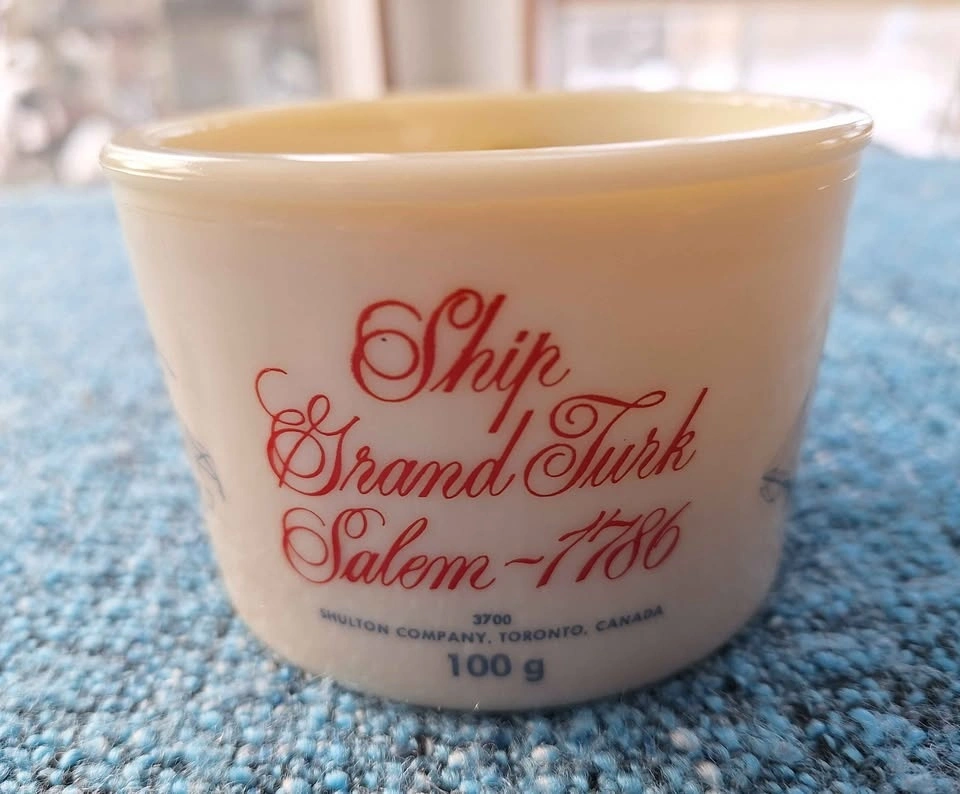 Ship
Grand Turk
Salem - 1786
3700
SHULTON COMPANY, TORONTO, CANADA
100 g